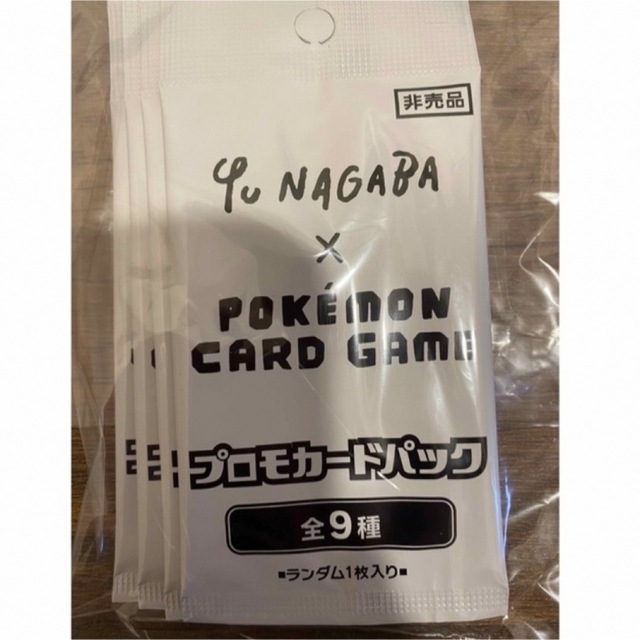 非売品
Yu NAGABA
×
POKÉMON
CARD GAME
プロモカードパック
全9種
■ランダム1枚入り■